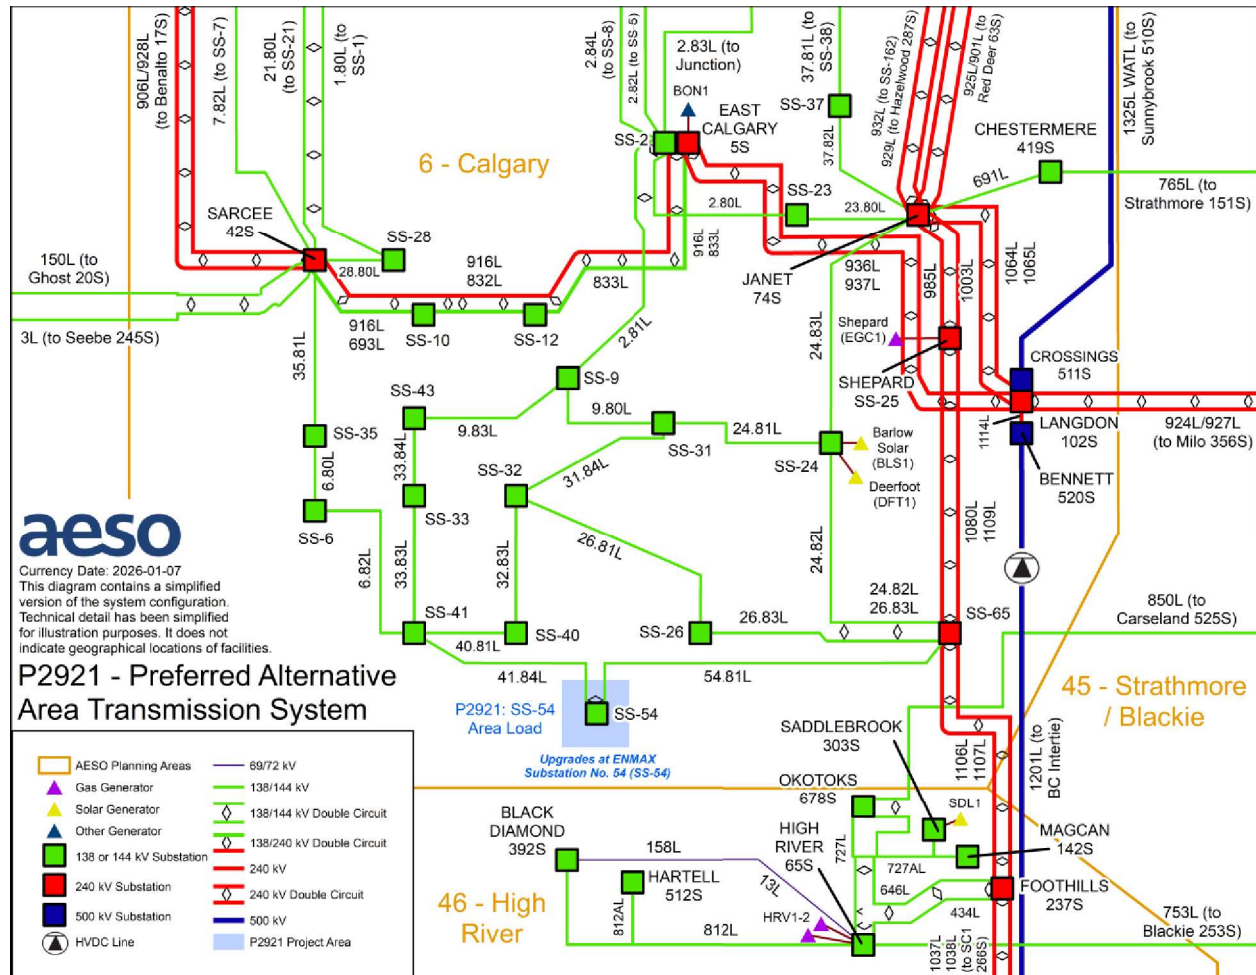 906L/928L
(to Benalto 17S)
7.82L (to SS-7)
21.80L
(to SS-21)
1.80L (to
SS-1)
2.84L
(to SS-8)
2.82L (to SS-5)
2.83L (to
Junction)
37.81L (to
SS-38)
932L (to SS-162)
929L (to Hazelwood 287S)
925L/901L (to
Red Deer 63S)
1325L WATL (to
Sunnybrook 510S)
BON1
EAST
CALGARY
5S
SS-2
SS-37
37.82L
CHESTERMERE
419S
691L
765L (to
Strathmore 151S)
6 - Calgary
SS-23
2.80L
23.80L
SARCEE
42S
SS-28
28.80L
150L (to
Ghost 20S)
3L (to Seebe 245S)
916L
832L
833L
916L
833L
916L
693L
SS-10
SS-12
2.81L
936L
937L
JANET
74S
985L
1003L
1064L
1065L
24.83L
Shepard
(EGC1)
SHEPARD
SS-25
CROSSINGS
511S
1114L
LANGDON
102S
924L/927L
(to Milo 356S)
BENNETT
520S
35.81L
SS-35
6.80L
SS-6
6.82L
SS-43
33.84L
SS-33
33.83L
SS-41
SS-9
9.83L
9.80L
SS-31
24.81L
31.84L
SS-32
SS-24
Barlow
Solar
(BLS1)
Deerfoot
(DFT1)
26.81L
32.83L
SS-40
40.81L
SS-26
26.83L
24.82L
24.82L
26.83L
1080L
1109L
SS-65
850L (to
Carseland 525S)
aeso
Currency Date: 2026-01-07
This diagram contains a simplified
version of the system configuration.
Technical detail has been simplified
for illustration purposes. It does not
indicate geographical locations of facilities.
P2921 - Preferred Alternative
Area Transmission System
41.84L
54.81L
P2921: SS-54
Area Load
SS-54
Upgrades at ENMAX
Substation No. 54 (SS-54)
45 - Strathmore
/ Blackie
SADDLEBROOK
303S
1106L
1107L
1201L (to
BC Intertie)
OKOTOKS
678S
SDL1
MAGCAN
142S
727L
727AL
BLACK
DIAMOND
392S
158L
13L
HIGH
RIVER
65S
646L
434L
FOOTHILLS
237S
HARTELL
512S
812AL
812L
HRV1-2
46 - High
River
1037L
1038L
(to SC1
266S)
753L (to
Blackie 253S)
AESO Planning Areas
Gas Generator
Solar Generator
Other Generator
138 or 144 kV Substation
240 kV Substation
500 kV Substation
HVDC Line
69/72 kV
138/144 kV
138/144 kV Double Circuit
138/240 kV Double Circuit
240 kV
240 kV Double Circuit
500 kV
P2921 Project Area